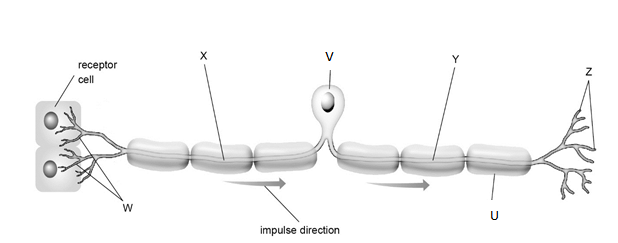 receptor
cell
X
V
Y
Z
W
U
impulse direction